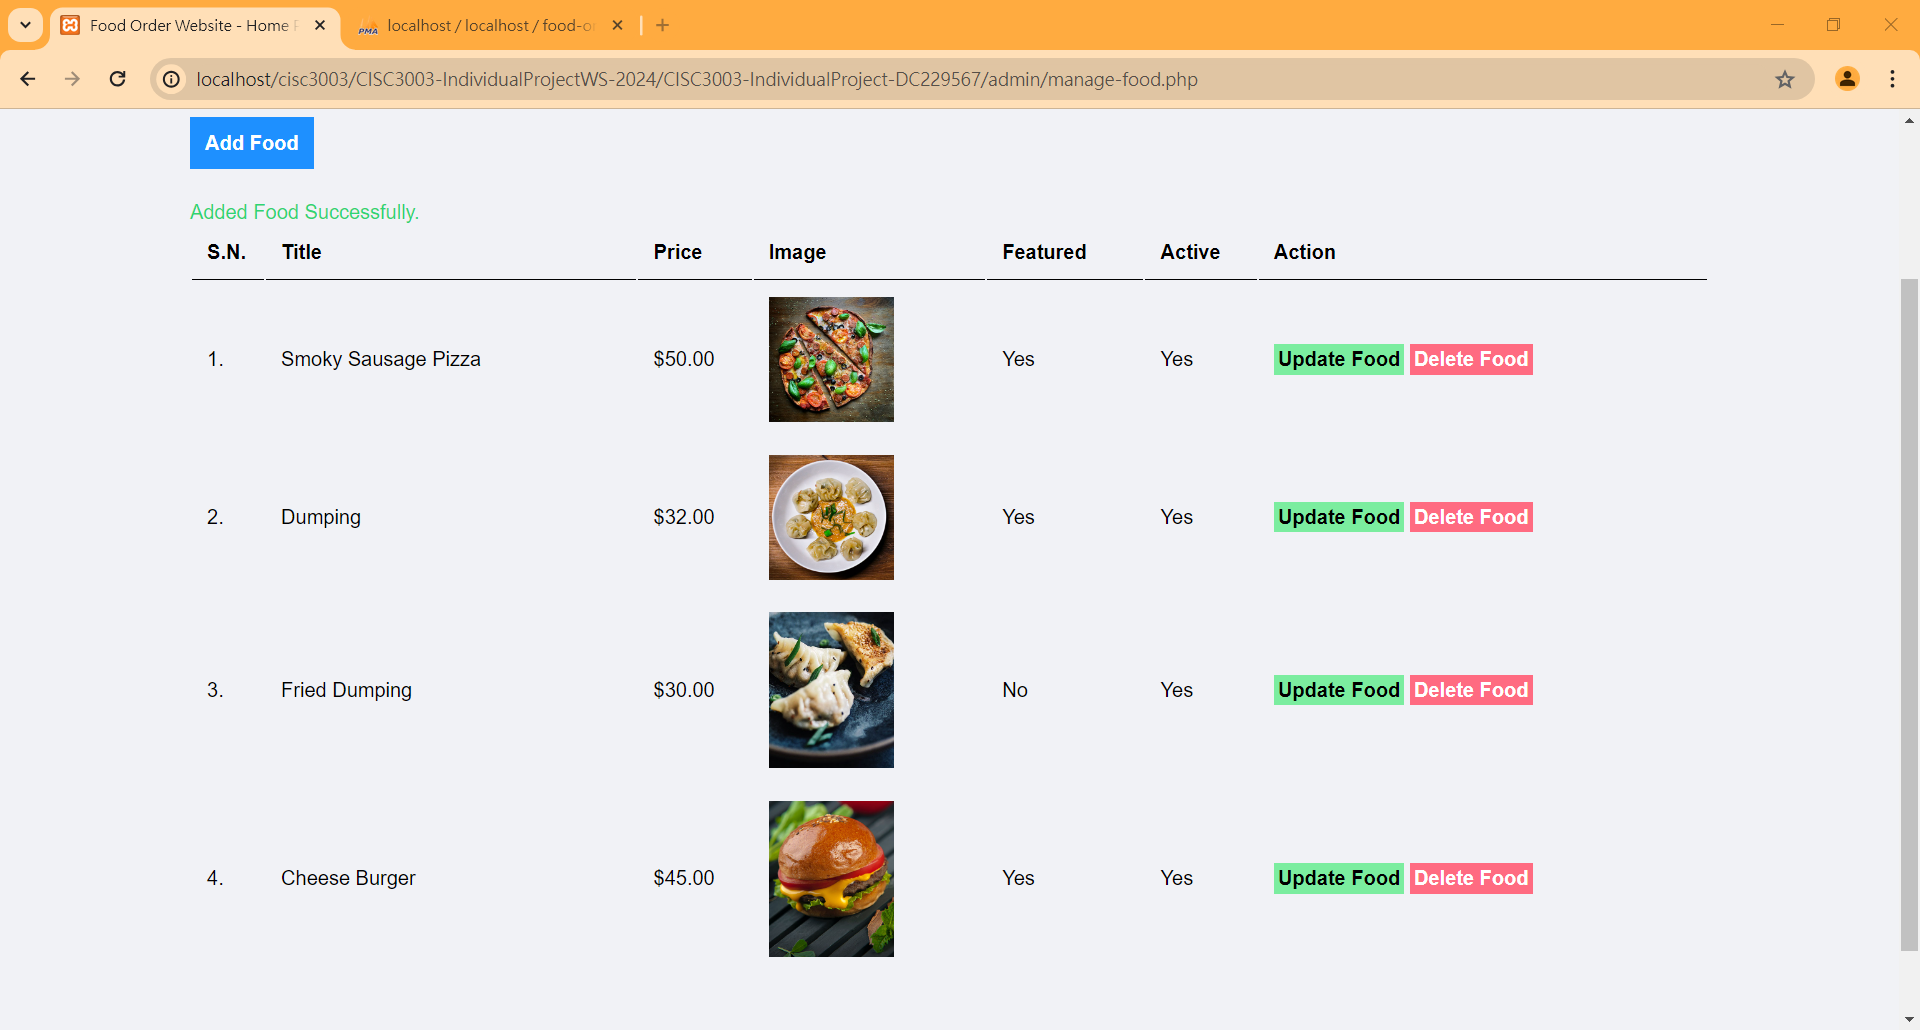 Food Order Website - Home
localhost / localhost / food-o
localhost/cisc3003/CISC3003-IndividualProjectWS-2024/CISC3003-IndividualProject-DC229567/admin/manage-food.php
Add Food
Added Food Successfully.
S.N. Title Price Image Featured Active Action
1. Smoky Sausage Pizza $50.00 Yes Yes Update Food Delete Food
2. Dumping $32.00 Yes Yes Update Food Delete Food
3. Fried Dumping $30.00 No Yes Update Food Delete Food
4. Cheese Burger $45.00 Yes Yes Update Food Delete Food